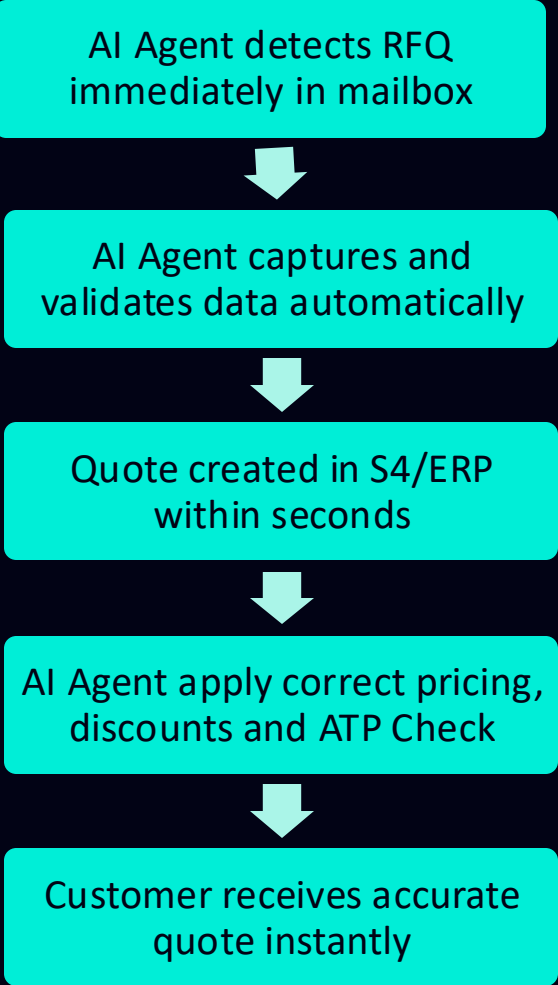 AI Agent detects RFQ
immediately in mailbox
AI Agent captures and
validates data automatically
Quote created in S4/ERP
within seconds
AI Agent apply correct pricing,
discounts and ATP Check
Customer receives accurate
quote instantly